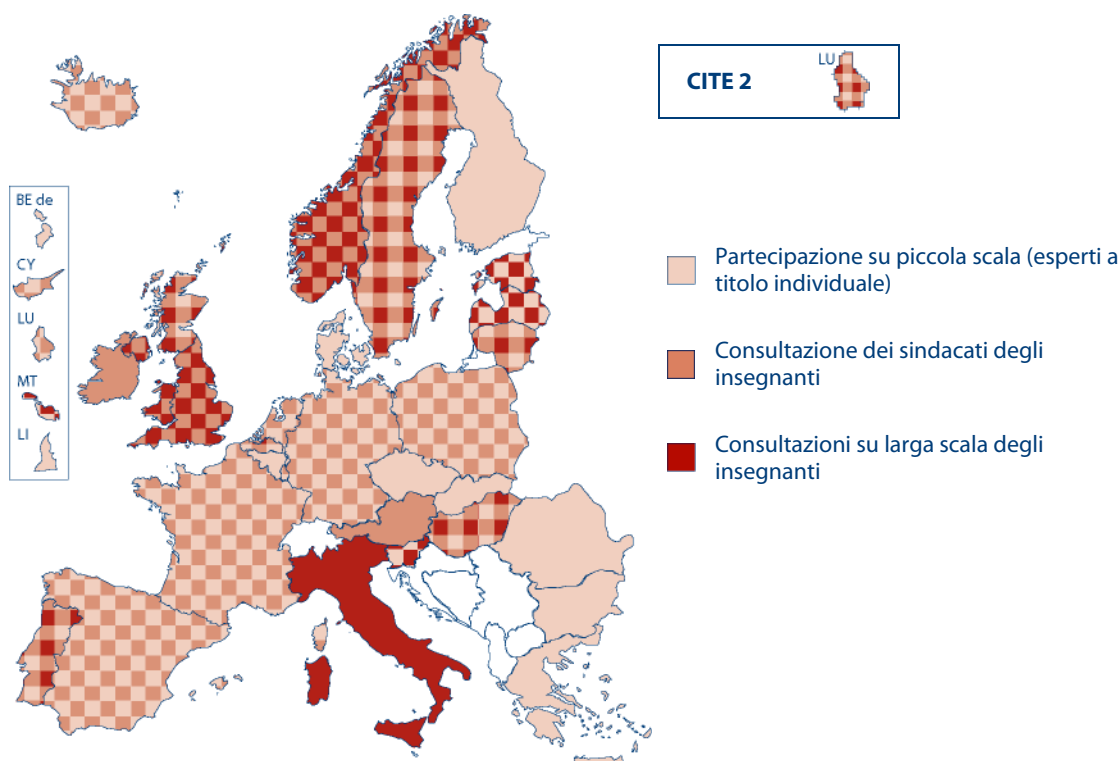 CITE 2
LU
BE de
CY
LU
MT
LI
Partecipazione su piccola scala (esperti a
titolo individuale)
Consultazione dei sindacati degli
insegnanti
Consultazioni su larga scala degli
insegnanti